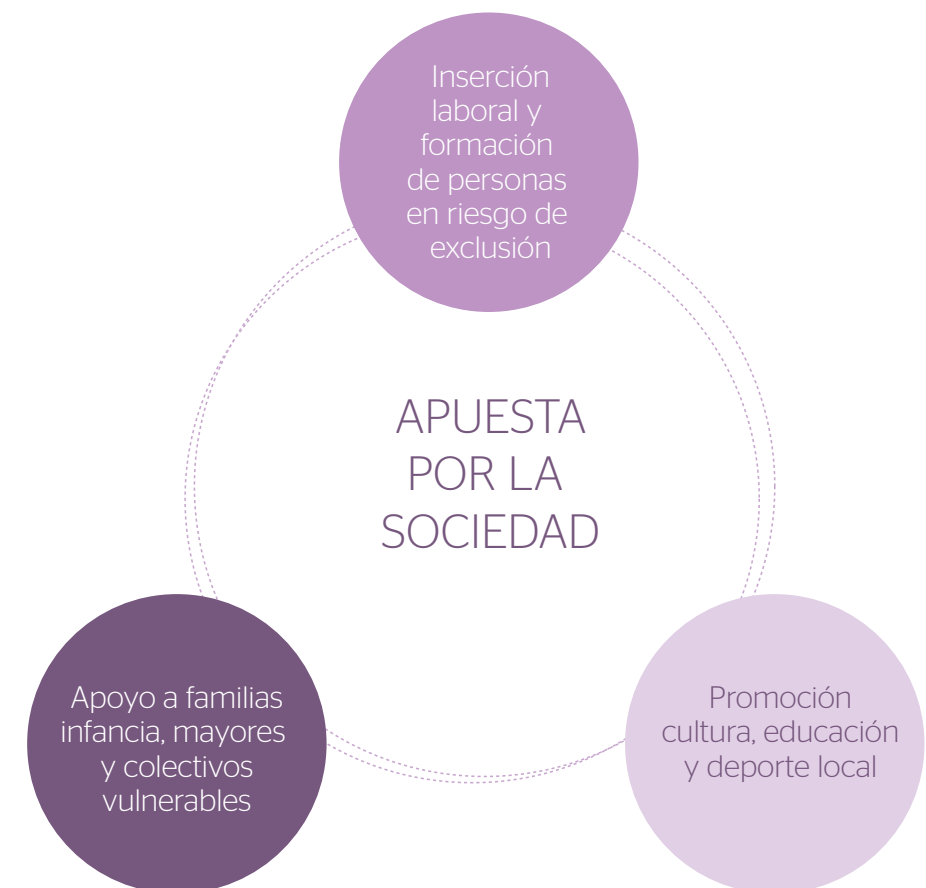 Inserción
laboral y
formación
de personas
en riesgo de
exclusión
APUESTA
POR LA
SOCIEDAD
Apoyo a familias
infancia, mayores
y colectivos
vulnerables
Promoción
cultura, educación
y deporte local